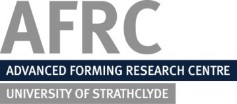 AFRC
ADVANCED FORMING RESEARCH CENTRE
UNIVERSITY OF STRATHCLYDE